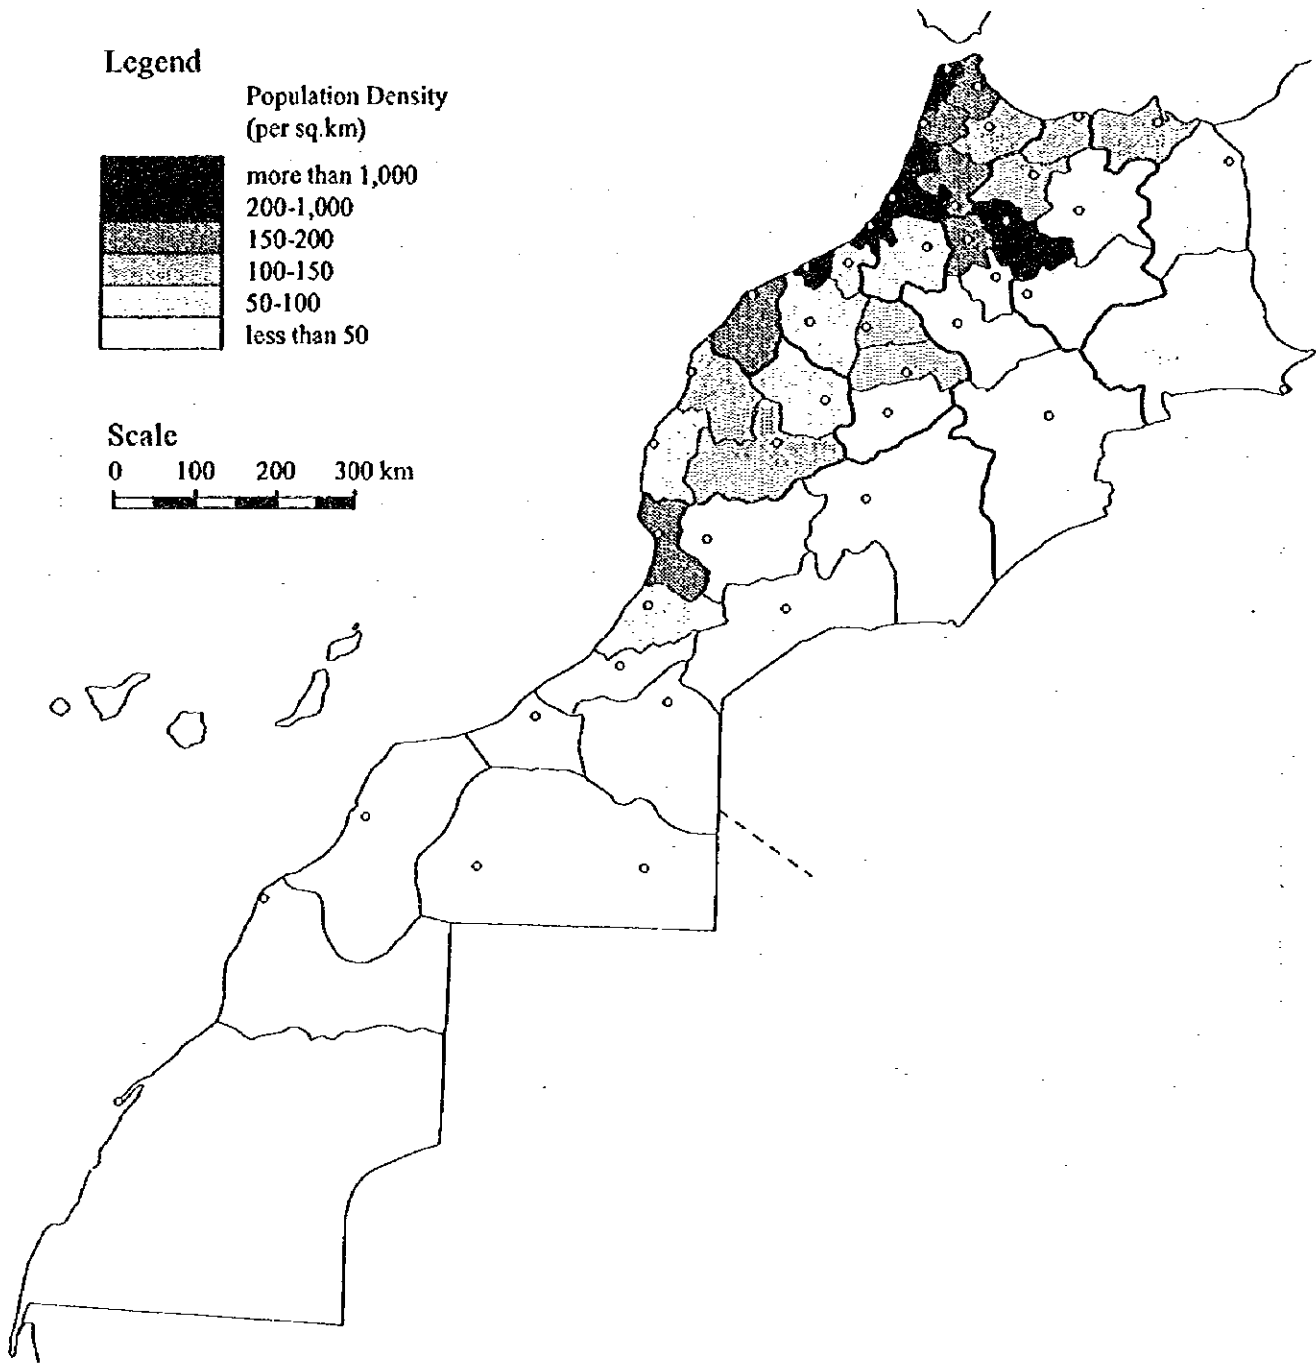 Legend
Population Density
(per sq.km)
more than 1,000
200-1,000
150-200
100-150
50-100
less than 50
Scale
0 100 200 300 km